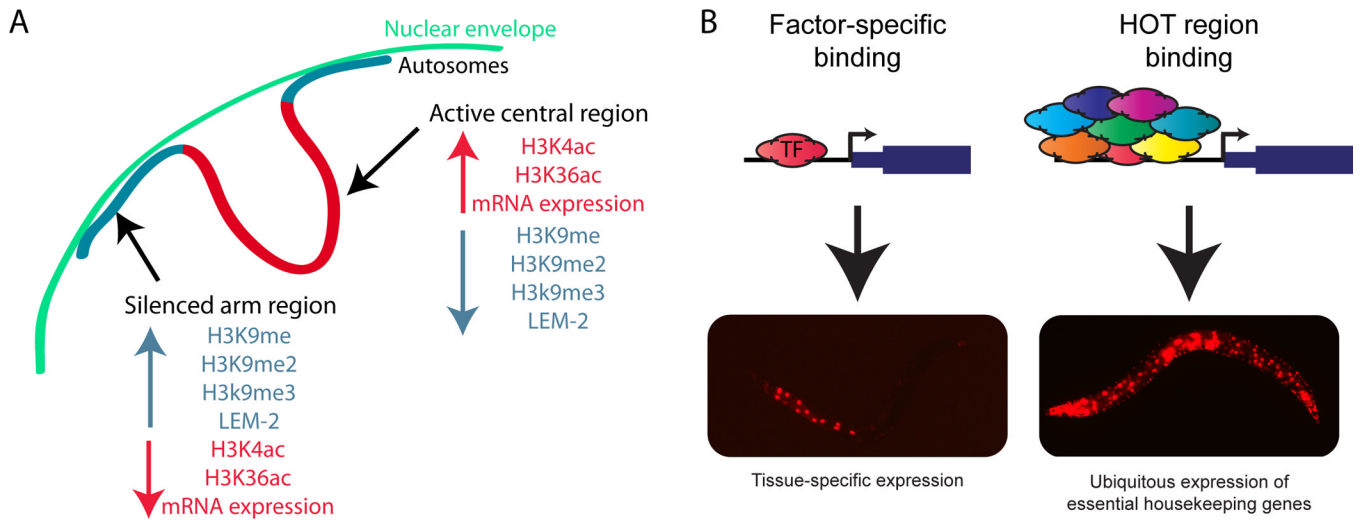 A
Nuclear envelope
Autosomes
Active central region
H3K4ac
H3K36ac
mRNA expression
H3K9me
H3K9me2
H3k9me3
LEM-2
Silenced arm region
H3K9me
H3K9me2
H3k9me3
LEM-2
H3K4ac
H3K36ac
mRNA expression
B
Factor-specific
binding
TF
Tissue-specific expression
HOT region
binding
Ubiquitous expression of
essential housekeeping genes